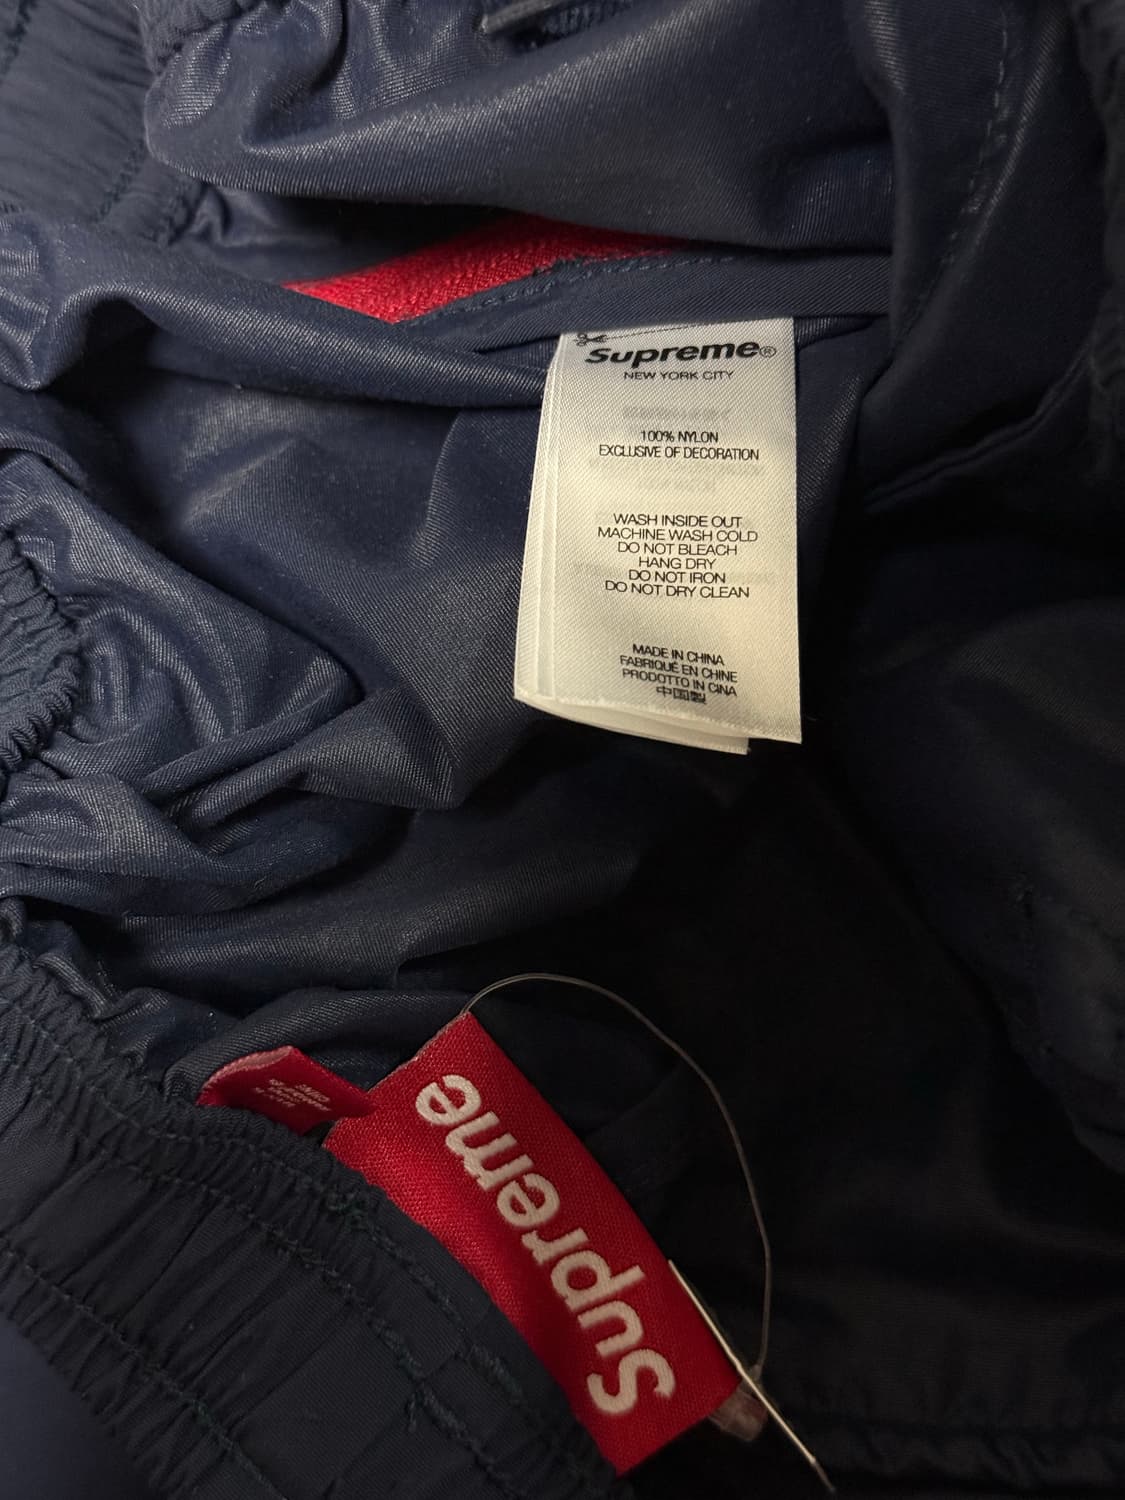 Supreme®
NEW YORK CITY
100% NYLON
EXCLUSIVE OF DECORATION
WASH INSIDE OUT
MACHINE WASH COLD
DO NOT BLEACH
HANG DRY
DO NOT IRON
DO NOT DRY CLEAN
MADE IN CHINA
FABRIQUÉ EN CHINE
PRODOTTO IN CINA
中国製
Supreme